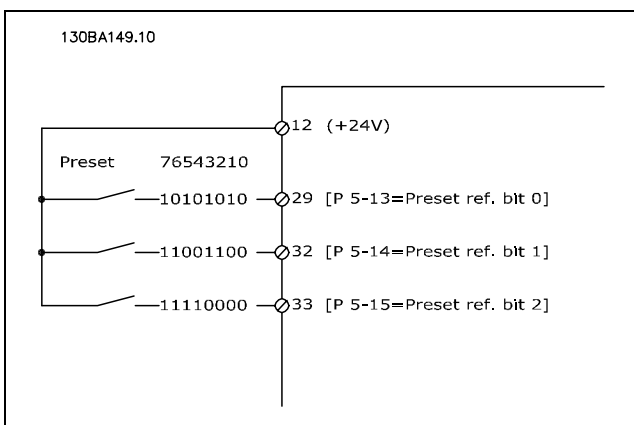 130BA149.10
12 (+24V)
Preset 76543210
10101010 29 [P 5-13=Preset ref. bit 0]
11001100 32 [P 5-14=Preset ref. bit 1]
11110000 33 [P 5-15=Preset ref. bit 2]